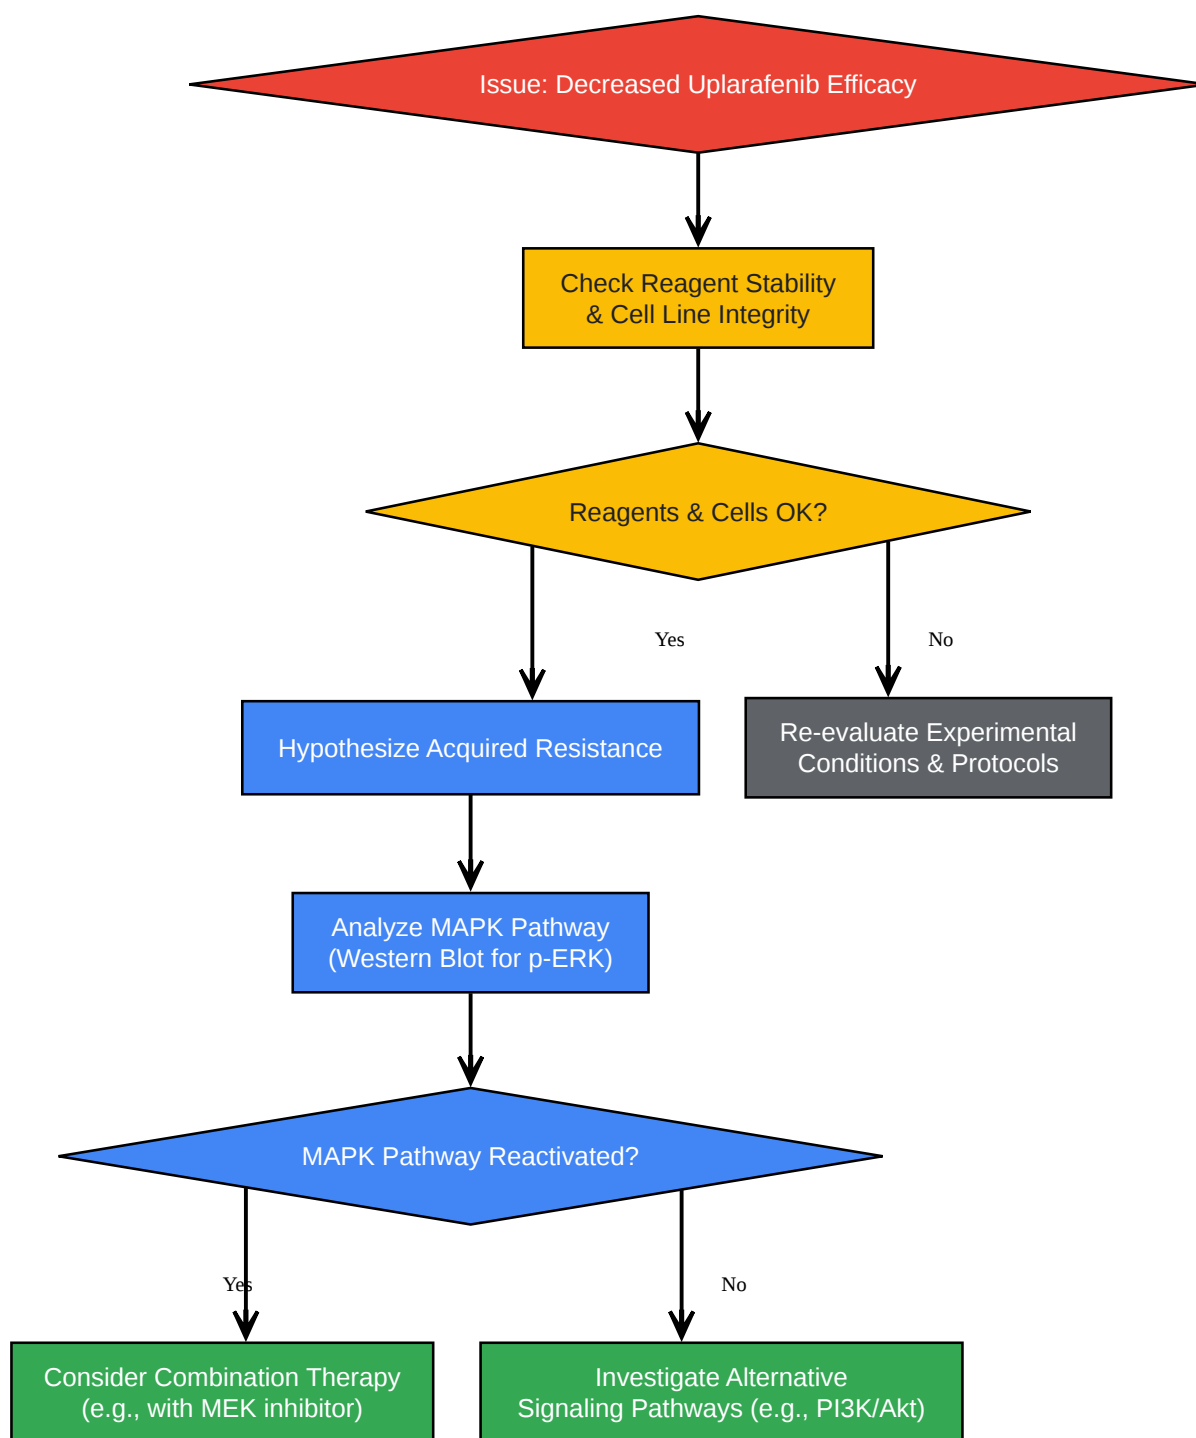 Issue: Decreased Uplarafenib Efficacy
Check Reagent Stability
& Cell Line Integrity
Reagents & Cells OK?
Yes
No
Hypothesize Acquired Resistance
Re-evaluate Experimental
Conditions & Protocols
Analyze MAPK Pathway
(Western Blot for p-ERK)
MAPK Pathway Reactivated?
Yes
No
Consider Combination Therapy
(e.g., with MEK inhibitor)
Investigate Alternative
Signaling Pathways (e.g., PI3K/Akt)